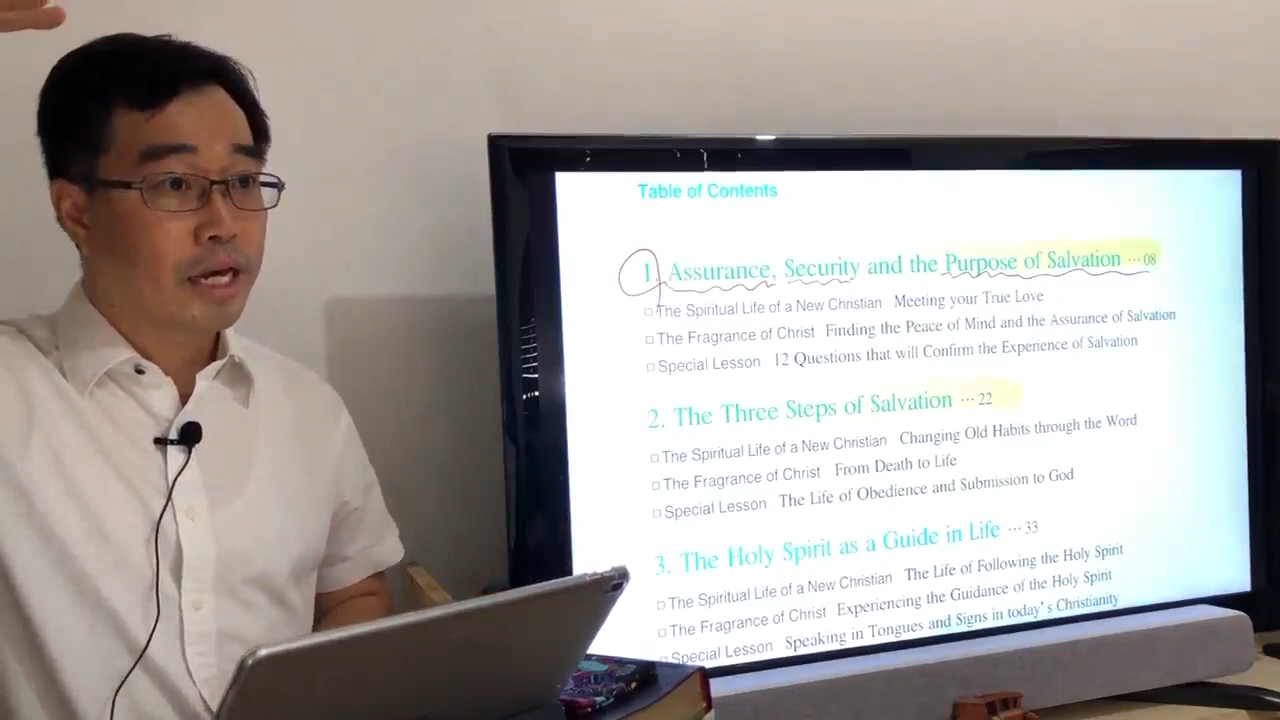 Table of Contents
1. Assurance, Security and the Purpose of Salvation ··· 08
□ The Spiritual Life of a New Christian Meeting your True Love
□ The Fragrance of Christ Finding the Peace of Mind and the Assurance of Salvation
□ Special Lesson 12 Questions that will Confirm the Experience of Salvation
2. The Three Steps of Salvation ··· 22
□ The Spiritual Life of a New Christian Changing Old Habits through the Word
□ The Fragrance of Christ From Death to Life
□ Special Lesson The Life of Obedience and Submission to God
3. The Holy Spirit as a Guide in Life ··· 33
□ The Spiritual Life of a New Christian The Life of Following the Holy Spirit
□ The Fragrance of Christ Experiencing the Guidance of the Holy Spirit
□ Special Lesson Speaking in Tongues and Signs in today's Christianity